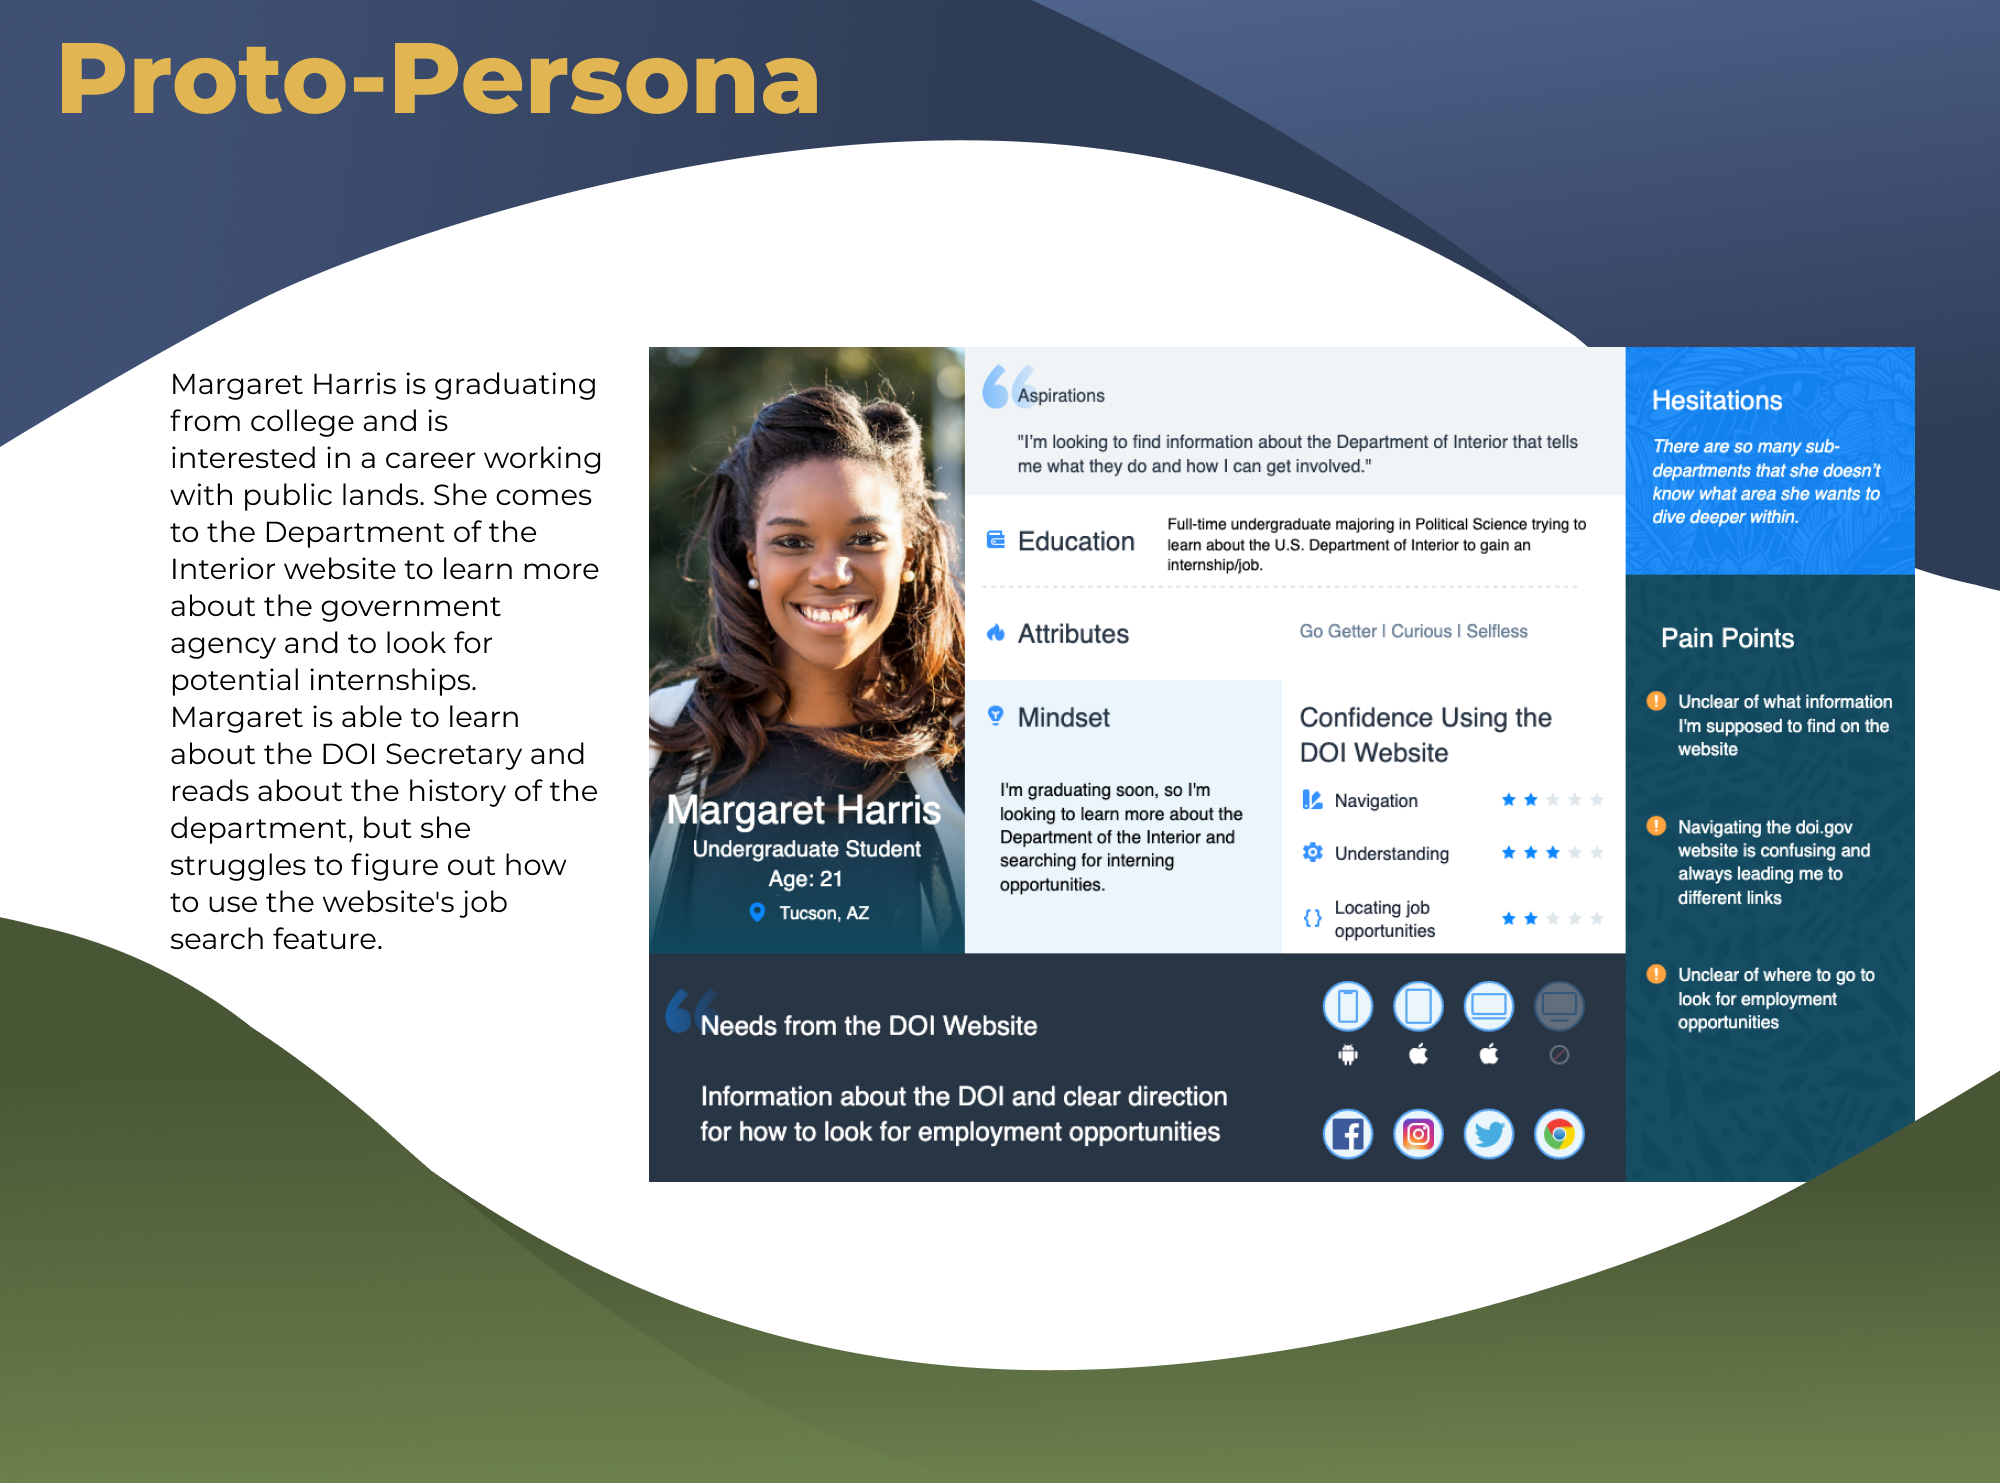 Proto-Persona
Margaret Harris is graduating
from college and is
interested in a career working
with public lands. She comes
to the Department of the
Interior website to learn more
about the government
agency and to look for
potential internships.
Margaret is able to learn
about the DOI Secretary and
reads about the history of the
department, but she
struggles to figure out how
to use the website's job
search feature.
Margaret Harris
Undergraduate Student
Age: 21
Tucson, AZ
Aspirations
"I'm looking to find information about the Department of Interior that tells
me what they do and how I can get involved."
Education
Full-time undergraduate majoring in Political Science trying to
learn about the U.S. Department of Interior to gain an
internship/job.
Attributes
Go Getter | Curious | Selfless
Mindset
I'm graduating soon, so I'm
looking to learn more about the
Department of the Interior and
searching for interning
opportunities.
Confidence Using the
DOI Website
Navigation
Understanding
Locating job
opportunities
Needs from the DOI Website
Information about the DOI and clear direction
for how to look for employment opportunities
Hesitations
There are so many sub-
departments that she doesn't
know what area she wants to
dive deeper within.
Pain Points
Unclear of what information
I'm supposed to find on the
website
Navigating the doi.gov
website is confusing and
always leading me to
different links
Unclear of where to go to
look for employment
opportunities